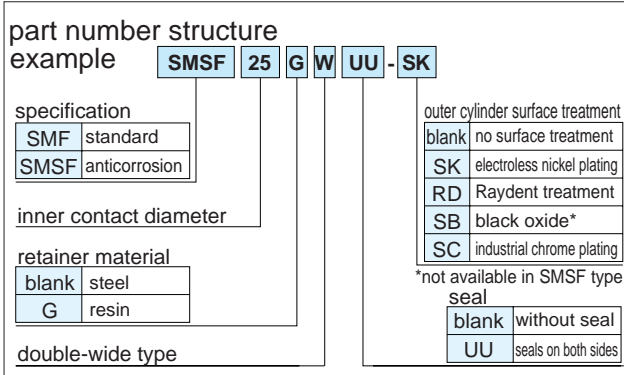 part number structure
example SMSF 25 G W UU - SK
specification
SMF standard
SMSF anticorrosion
inner contact diameter
retainer material
blank steel
G resin
double-wide type
outer cylinder surface treatment
blank no surface treatment
SK electroless nickel plating
RD Raydent treatment
SB black oxide*
SC industrial chrome plating
*not available in SMSF type
seal
blank without seal
UU seals on both sides